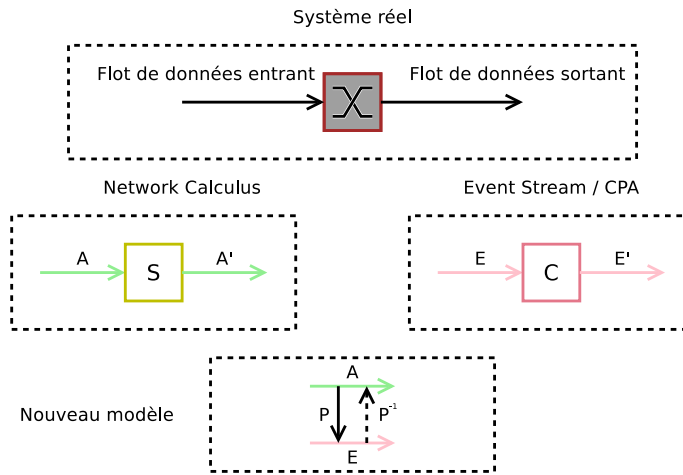 Système réel
Flot de données entrant
Flot de données sortant
Network Calculus
Event Stream / CPA
A
S
A'
E
C
E'
A
Nouveau modèle
P
P⁻¹
E